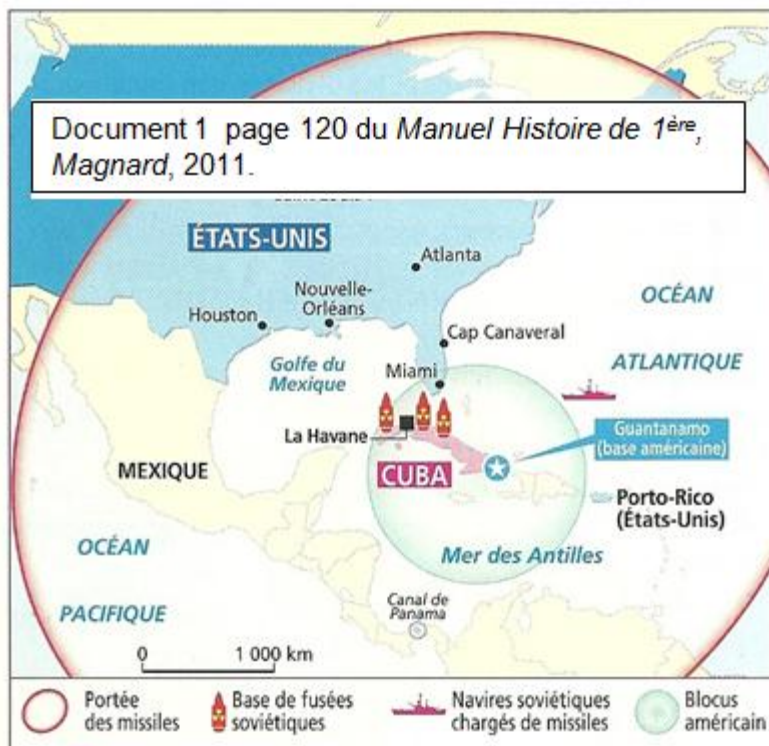 Document 1 page 120 du Manuel Histoire de 1ère,
Magnard, 2011.
ÉTATS-UNIS
Atlanta
Nouvelle-
Orléans
Houston
OCÉAN
ATLANTIQUE
Cap Canaveral
Golfe du
Mexique
Miami
La Havane
Guantanamo
(base américaine)
CUBA
MEXIQUE
Porto-Rico
(États-Unis)
OCÉAN
PACIFIQUE
Mer des Antilles
Canal de
Panama
0 1 000 km
Portée
des missiles
Base de fusées
soviétiques
Navires soviétiques
chargés de missiles
Blocus
américain